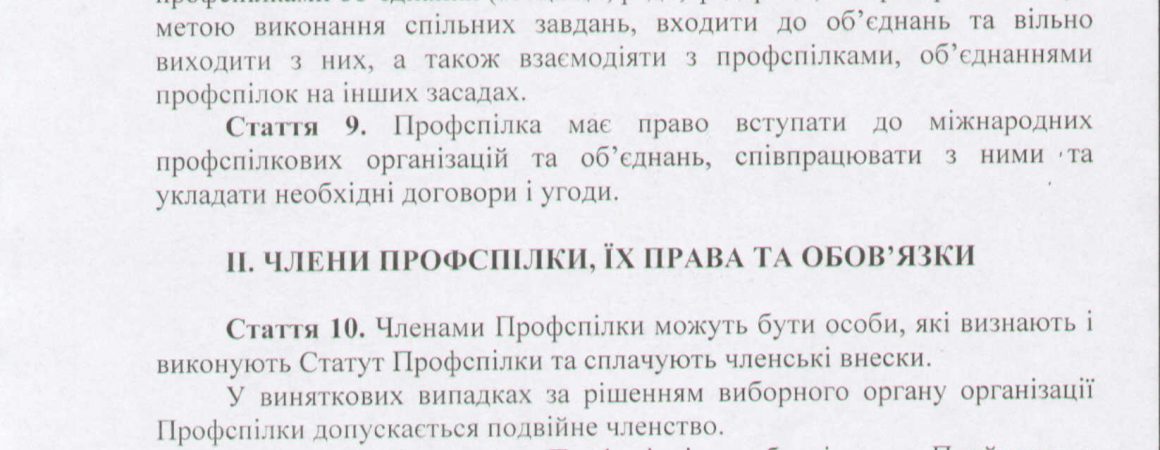 метою виконання спільних завдань, входити до об’єднань та вільно
виходити з них, а також взаємодіяти з профспілками, об’єднаннями
профспілок на інших засадах.
Стаття 9. Профспілка має право вступати до міжнародних
профспілкових організацій та об’єднань, співпрацювати з ними та
укладати необхідні договори і угоди.
ІІ. ЧЛЕНИ ПРОФСПІЛКИ, ЇХ ПРАВА ТА ОБОВ’ЯЗКИ
Стаття 10. Членами Профспілки можуть бути особи, які визнають і
виконують Статут Профспілки та сплачують членські внески.
У виняткових випадках за рішенням виборного органу організації
Профспілки допускається подвійне членство.